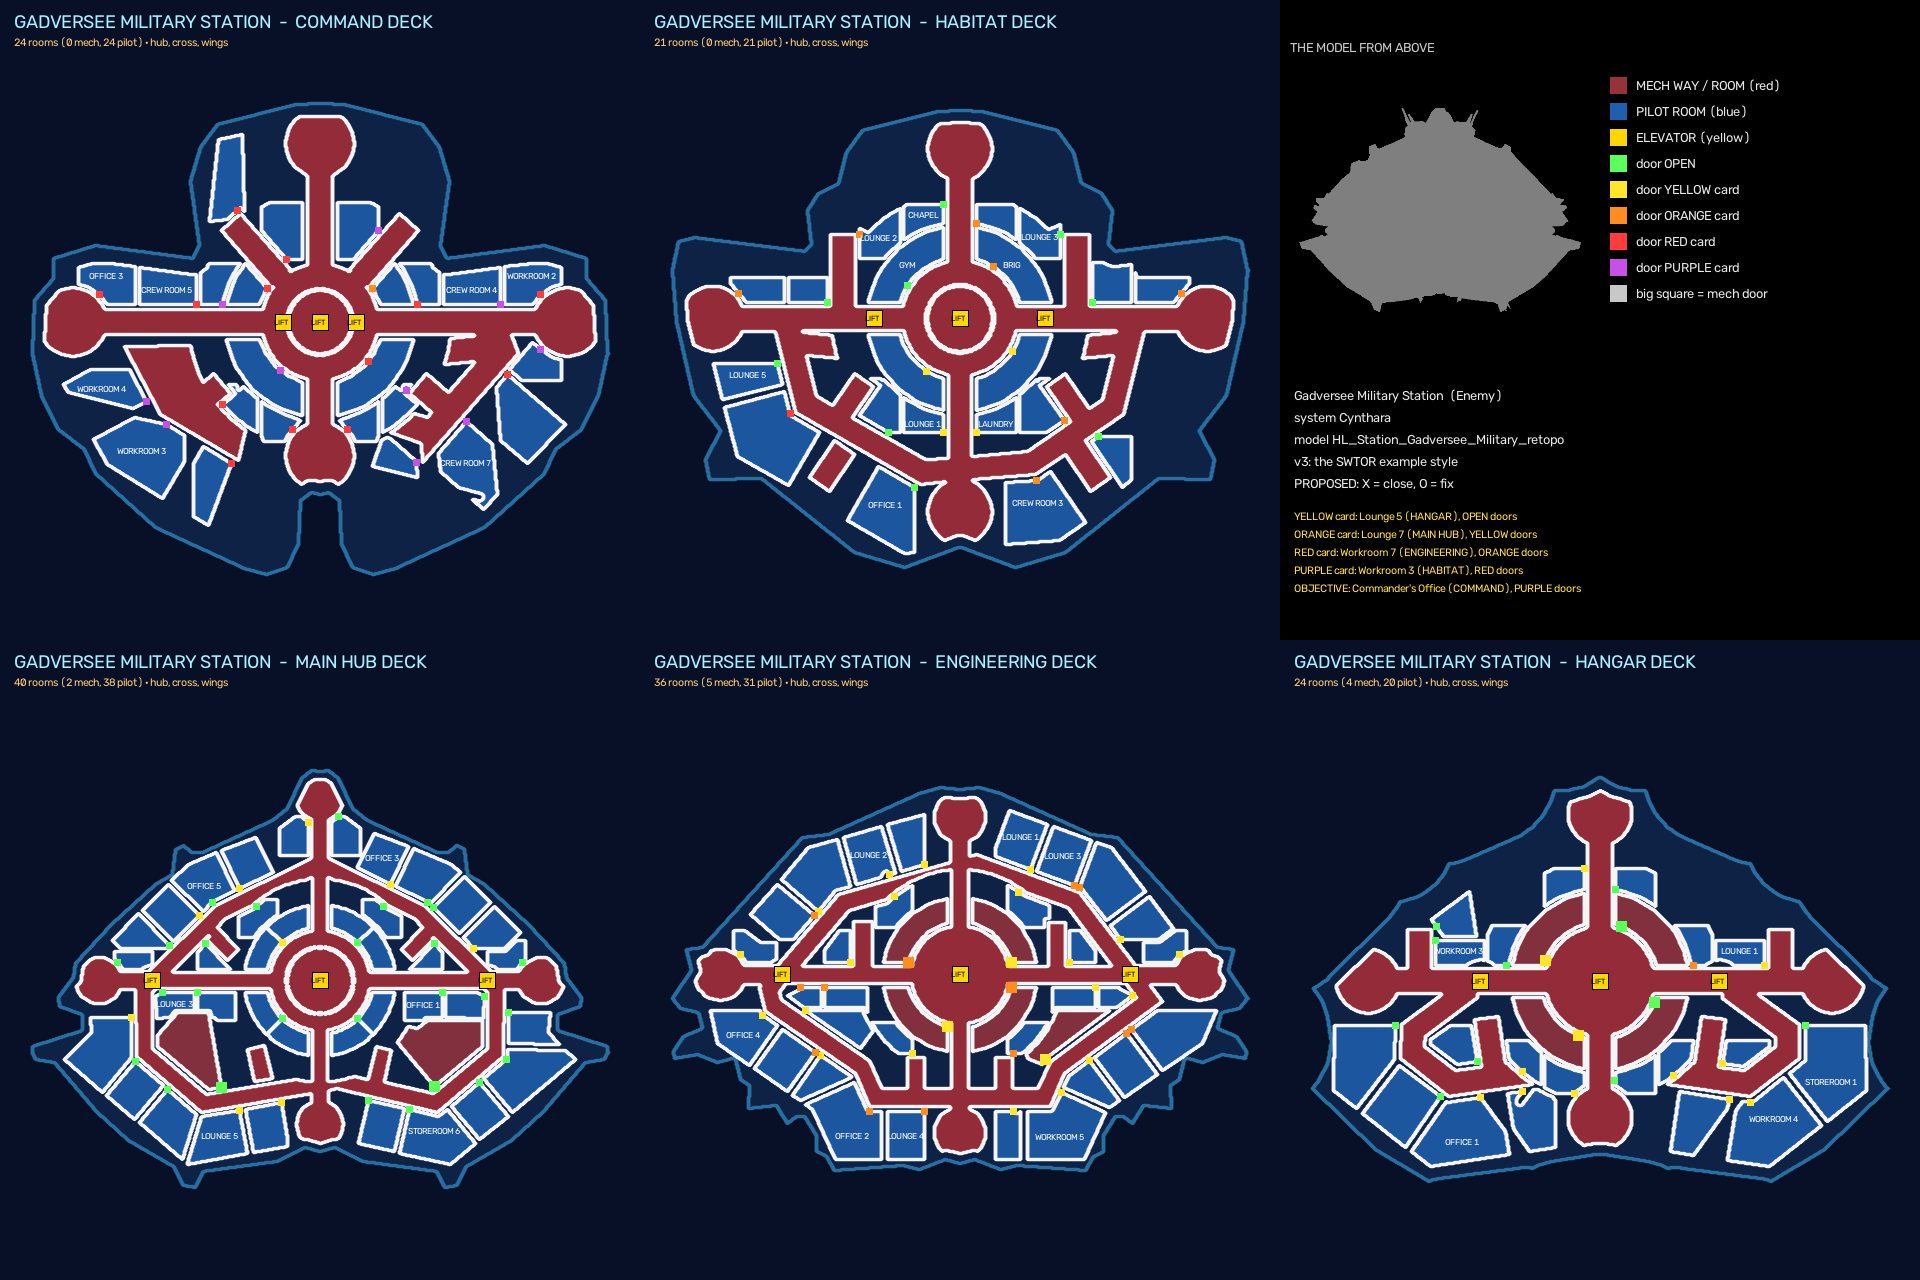 GADVERSEE MILITARY STATION - COMMAND DECK
24 rooms (0 mech, 24 pilot) • hub, cross, wings
OFFICE 3
CREW ROOM 5
CREW ROOM 4
WORKROOM 2
LIFT
LIFT
LIFT
WORKROOM 4
WORKROOM 3
CREW ROOM 7
GADVERSEE MILITARY STATION - HABITAT DECK
21 rooms (0 mech, 21 pilot) • hub, cross, wings
CHAPEL
LOUNGE 2
LOUNGE 3
GYM
BRIG
LIFT
LIFT
LIFT
LOUNGE 5
LOUNGE 1
LAUNDRY
OFFICE 1
CREW ROOM 3
THE MODEL FROM ABOVE
MECH WAY / ROOM (red)
PILOT ROOM (blue)
ELEVATOR (yellow)
door OPEN
door YELLOW card
door ORANGE card
door RED card
door PURPLE card
big square = mech door
Gadversee Military Station (Enemy)
system Cynthara
model HL_Station_Gadversee_Military_retopo
v3: the SWTOR example style
PROPOSED: X = close, O = fix
YELLOW card: Lounge 5 (HANGAR), OPEN doors
ORANGE card: Lounge 7 (MAIN HUB), YELLOW doors
RED card: Workroom 7 (ENGINEERING), ORANGE doors
PURPLE card: Workroom 3 (HABITAT), RED doors
OBJECTIVE: Commander's Office (COMMAND), PURPLE doors
GADVERSEE MILITARY STATION - MAIN HUB DECK
40 rooms (2 mech, 38 pilot) • hub, cross, wings
OFFICE 3
OFFICE 5
LIFT
LIFT
LIFT
LOUNGE 3
OFFICE 1
LOUNGE 5
STOREROOM 6
GADVERSEE MILITARY STATION - ENGINEERING DECK
36 rooms (5 mech, 31 pilot) • hub, cross, wings
LOUNGE 1
LOUNGE 2
LOUNGE 3
LIFT
LIFT
LIFT
OFFICE 4
OFFICE 2
LOUNGE 4
WORKROOM 5
GADVERSEE MILITARY STATION - HANGAR DECK
24 rooms (4 mech, 20 pilot) • hub, cross, wings
WORKROOM 3
LOUNGE 1
LIFT
LIFT
LIFT
STOREROOM 1
WORKROOM 4
OFFICE 1